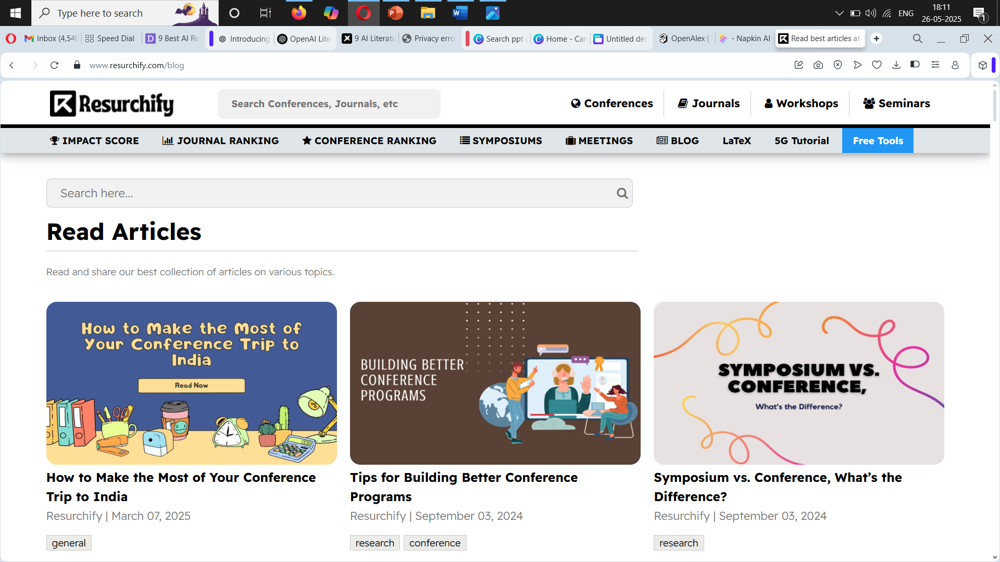 Type here to search
ENG
18:11
26-05-2025
1
Inbox (4,540
Speed Dial
9 Best AI Re
Introducing
OpenAI Lite
9 AI Literatu
Privacy erro
Search ppt
Home - Can
Untitled des
OpenAlex |
- Napkin AI
Read best articles at
www.resurchify.com/blog
Resurchify
Search Conferences, Journals, etc
Conferences
Journals
Workshops
Seminars
IMPACT SCORE
JOURNAL RANKING
CONFERENCE RANKING
SYMPOSIUMS
MEETINGS
BLOG
LaTeX
5G Tutorial
Free Tools
Search here...
Read Articles
Read and share our best collection of articles on various topics.
How to Make the Most of
Your Conference Trip to
India
Read Now
BUILDING BETTER
CONFERENCE
PROGRAMS
SYMPOSIUM VS.
CONFERENCE,
What's the Difference?
How to Make the Most of Your Conference
Trip to India
Resurchify | March 07, 2025
general
Tips for Building Better Conference
Programs
Resurchify | September 03, 2024
research
conference
Symposium vs. Conference, What’s the
Difference?
Resurchify | September 03, 2024
research